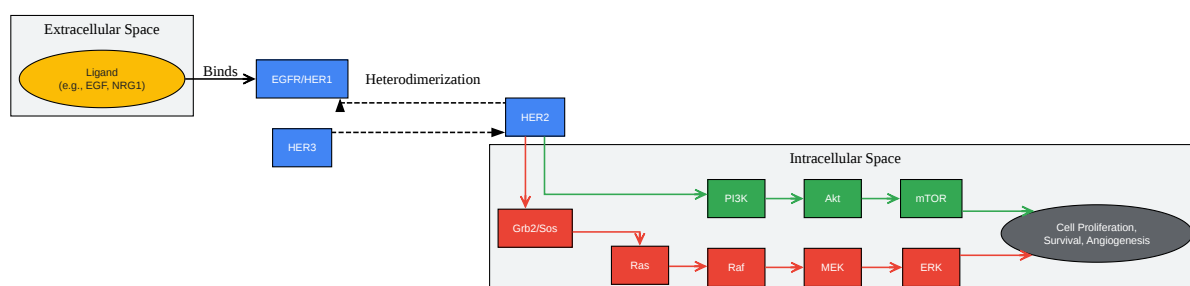 Extracellular Space
Ligand
(e.g., EGF, NRG1)
Binds
EGFR/HER1
Heterodimerization
HER2
HER3
Intracellular Space
PI3K
Akt
mTOR
Grb2/Sos
Cell Proliferation,
Survival, Angiogenesis
Ras
Raf
MEK
ERK